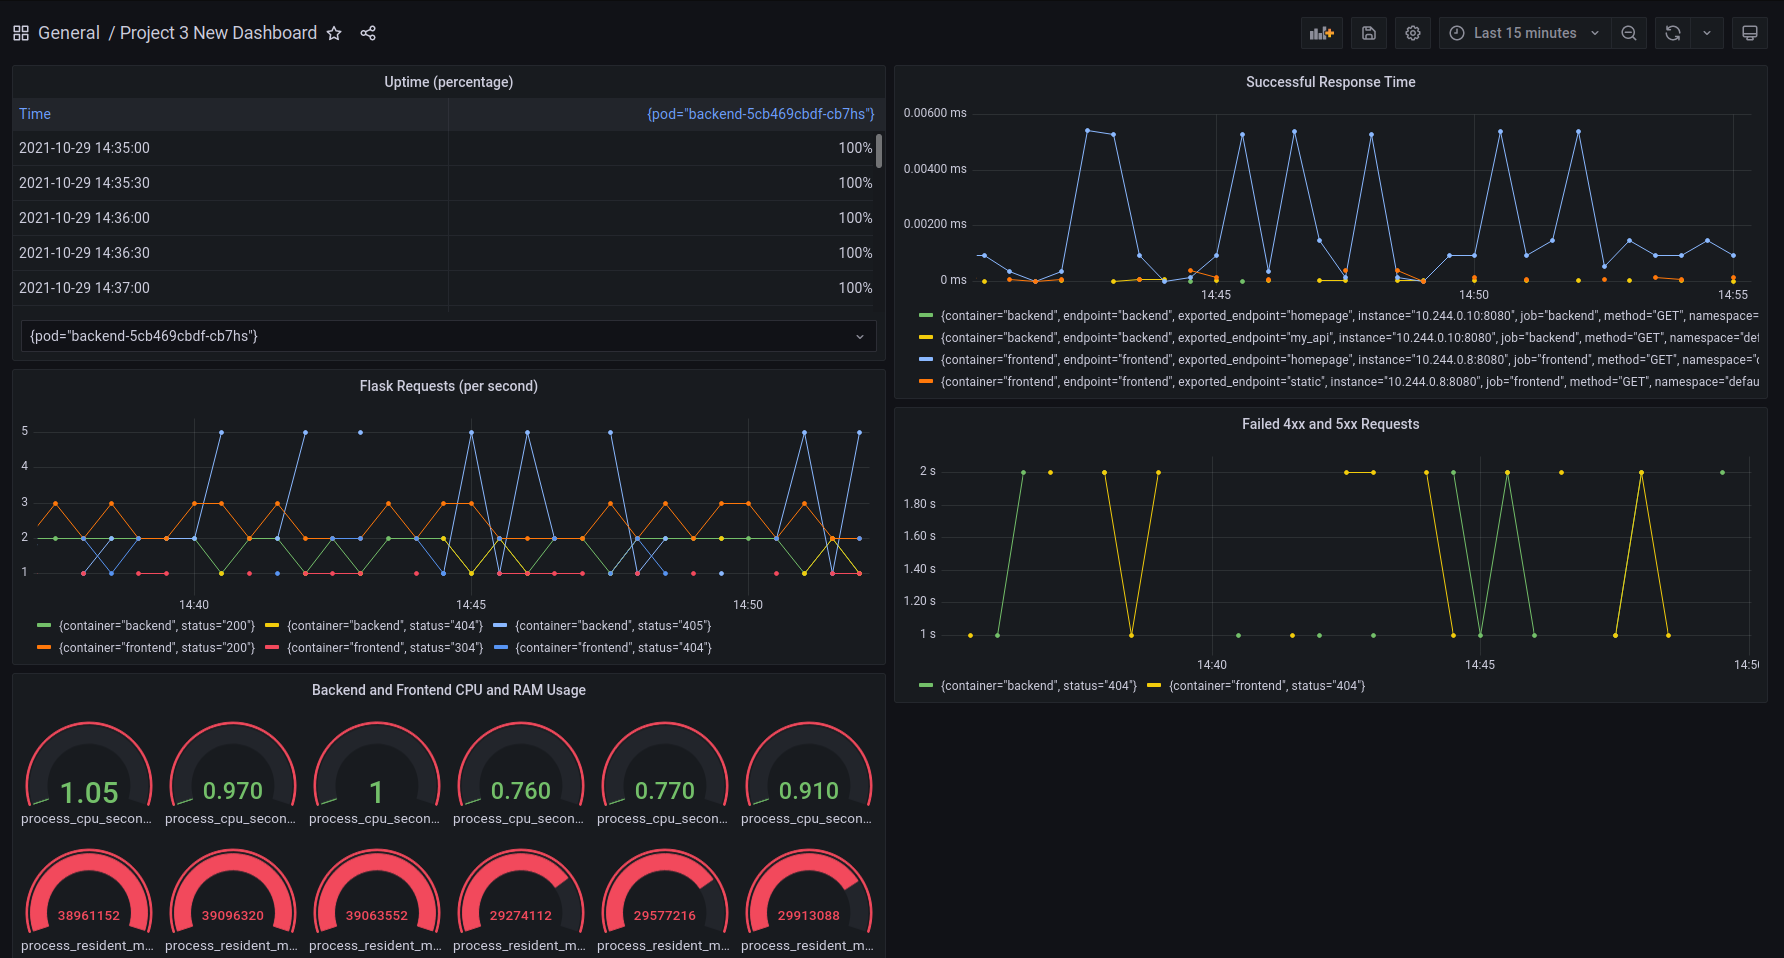 General / Project 3 New Dashboard
Last 15 minutes
Uptime (percentage)
Time {pod="backend-5cb469cbdf-cb7hs"}
2021-10-29 14:35:00 100%
2021-10-29 14:35:30 100%
2021-10-29 14:36:00 100%
2021-10-29 14:36:30 100%
2021-10-29 14:37:00 100%
{pod="backend-5cb469cbdf-cb7hs"}
Successful Response Time
0.00600 ms
0.00400 ms
0.00200 ms
0 ms
14:45 14:50 14:55
{container="backend", endpoint="backend", exported_endpoint="homepage", instance="10.244.0.10:8080", job="backend", method="GET", namespace=
{container="backend", endpoint="backend", exported_endpoint="my_api", instance="10.244.0.10:8080", job="backend", method="GET", namespace="def
{container="frontend", endpoint="frontend", exported_endpoint="homepage", instance="10.244.0.8:8080", job="frontend", method="GET", namespace="d
{container="frontend", endpoint="frontend", exported_endpoint="static", instance="10.244.0.8:8080", job="frontend", method="GET", namespace="defau
Flask Requests (per second)
5
4
3
2
1
14:40 14:45 14:50
{container="backend", status="200"} {container="backend", status="404"} {container="backend", status="405"}
{container="frontend", status="200"} {container="frontend", status="304"} {container="frontend", status="404"}
Failed 4xx and 5xx Requests
2 s
1.80 s
1.60 s
1.40 s
1.20 s
1 s
14:40 14:45 14:50
{container="backend", status="404"} {container="frontend", status="404"}
Backend and Frontend CPU and RAM Usage
1.05 0.970 1 0.760 0.770 0.910
process_cpu_secon... process_cpu_secon... process_cpu_secon... process_cpu_secon... process_cpu_secon... process_cpu_secon...
38961152 39096320 39063552 29274112 29577216 29913088
process_resident_m... process_resident_m... process_resident_m... process_resident_m... process_resident_m... process_resident_m...